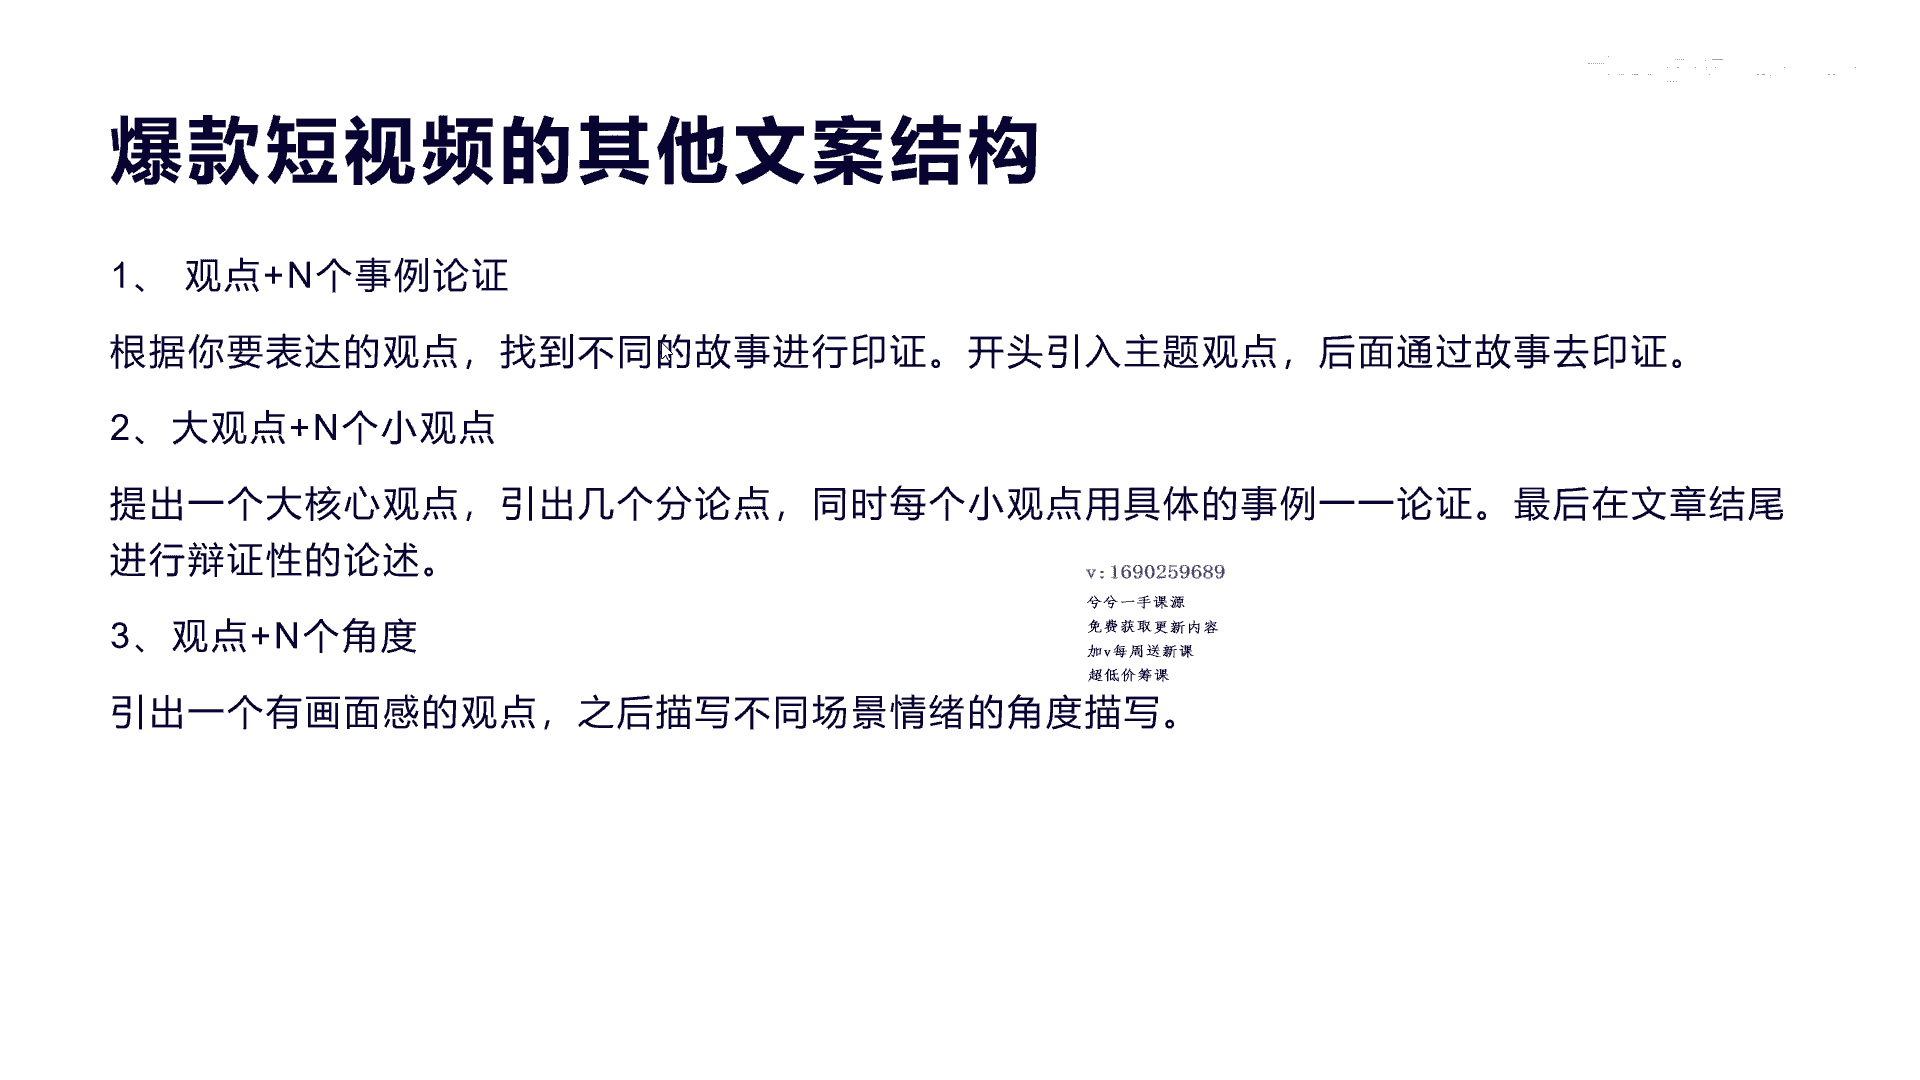 爆款短视频的其他文案结构
1、 观点+N个事例论证
根据你要表达的观点，找到不同的故事进行印证。开头引入主题观点，后面通过故事去印证。
2、大观点+N个小观点
提出一个大核心观点，引出几个分论点，同时每个小观点用具体的事例一一论证。最后在文章结尾
进行辩证性的论述。
v:1690259689
兮兮一手课源
免费获取更新内容
3、观点+N个角度
加v每周送新课
超低价筹课
引出一个有画面感的观点，之后描写不同场景情绪的角度描写。